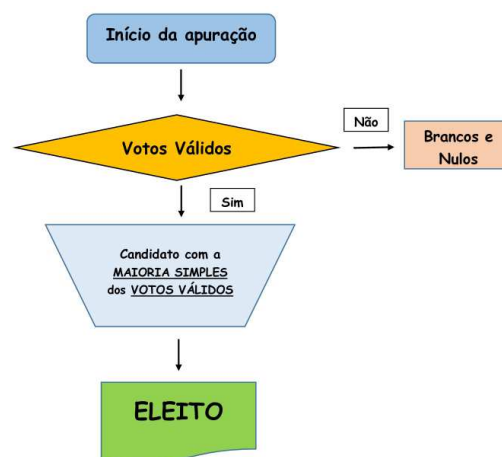 Início da apuração
Votos Válidos
Não
Brancos e
Nulos
Sim
Candidato com a
MAIORIA SIMPLES
dos VOTOS VÁLIDOS
ELEITO